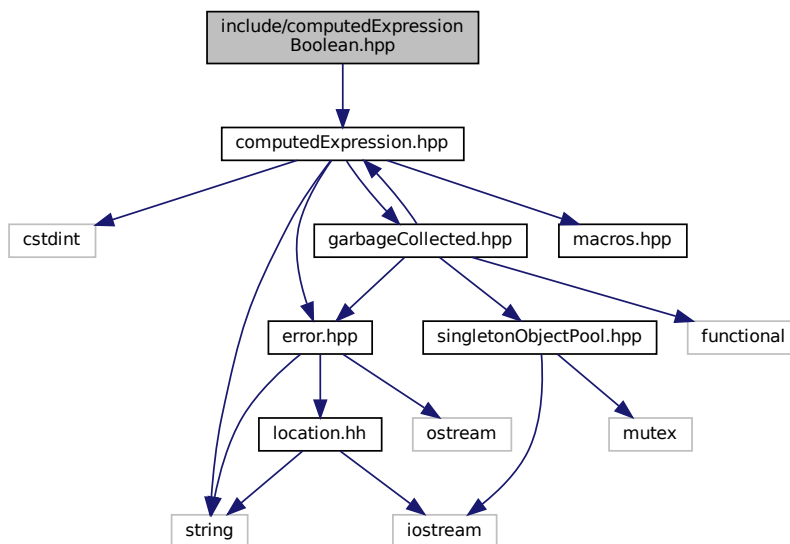 include/computedExpression
Boolean.hpp
computedExpression.hpp
cstdint
garbageCollected.hpp
macros.hpp
error.hpp
singletonObjectPool.hpp
functional
location.hh
ostream
mutex
string
iostream